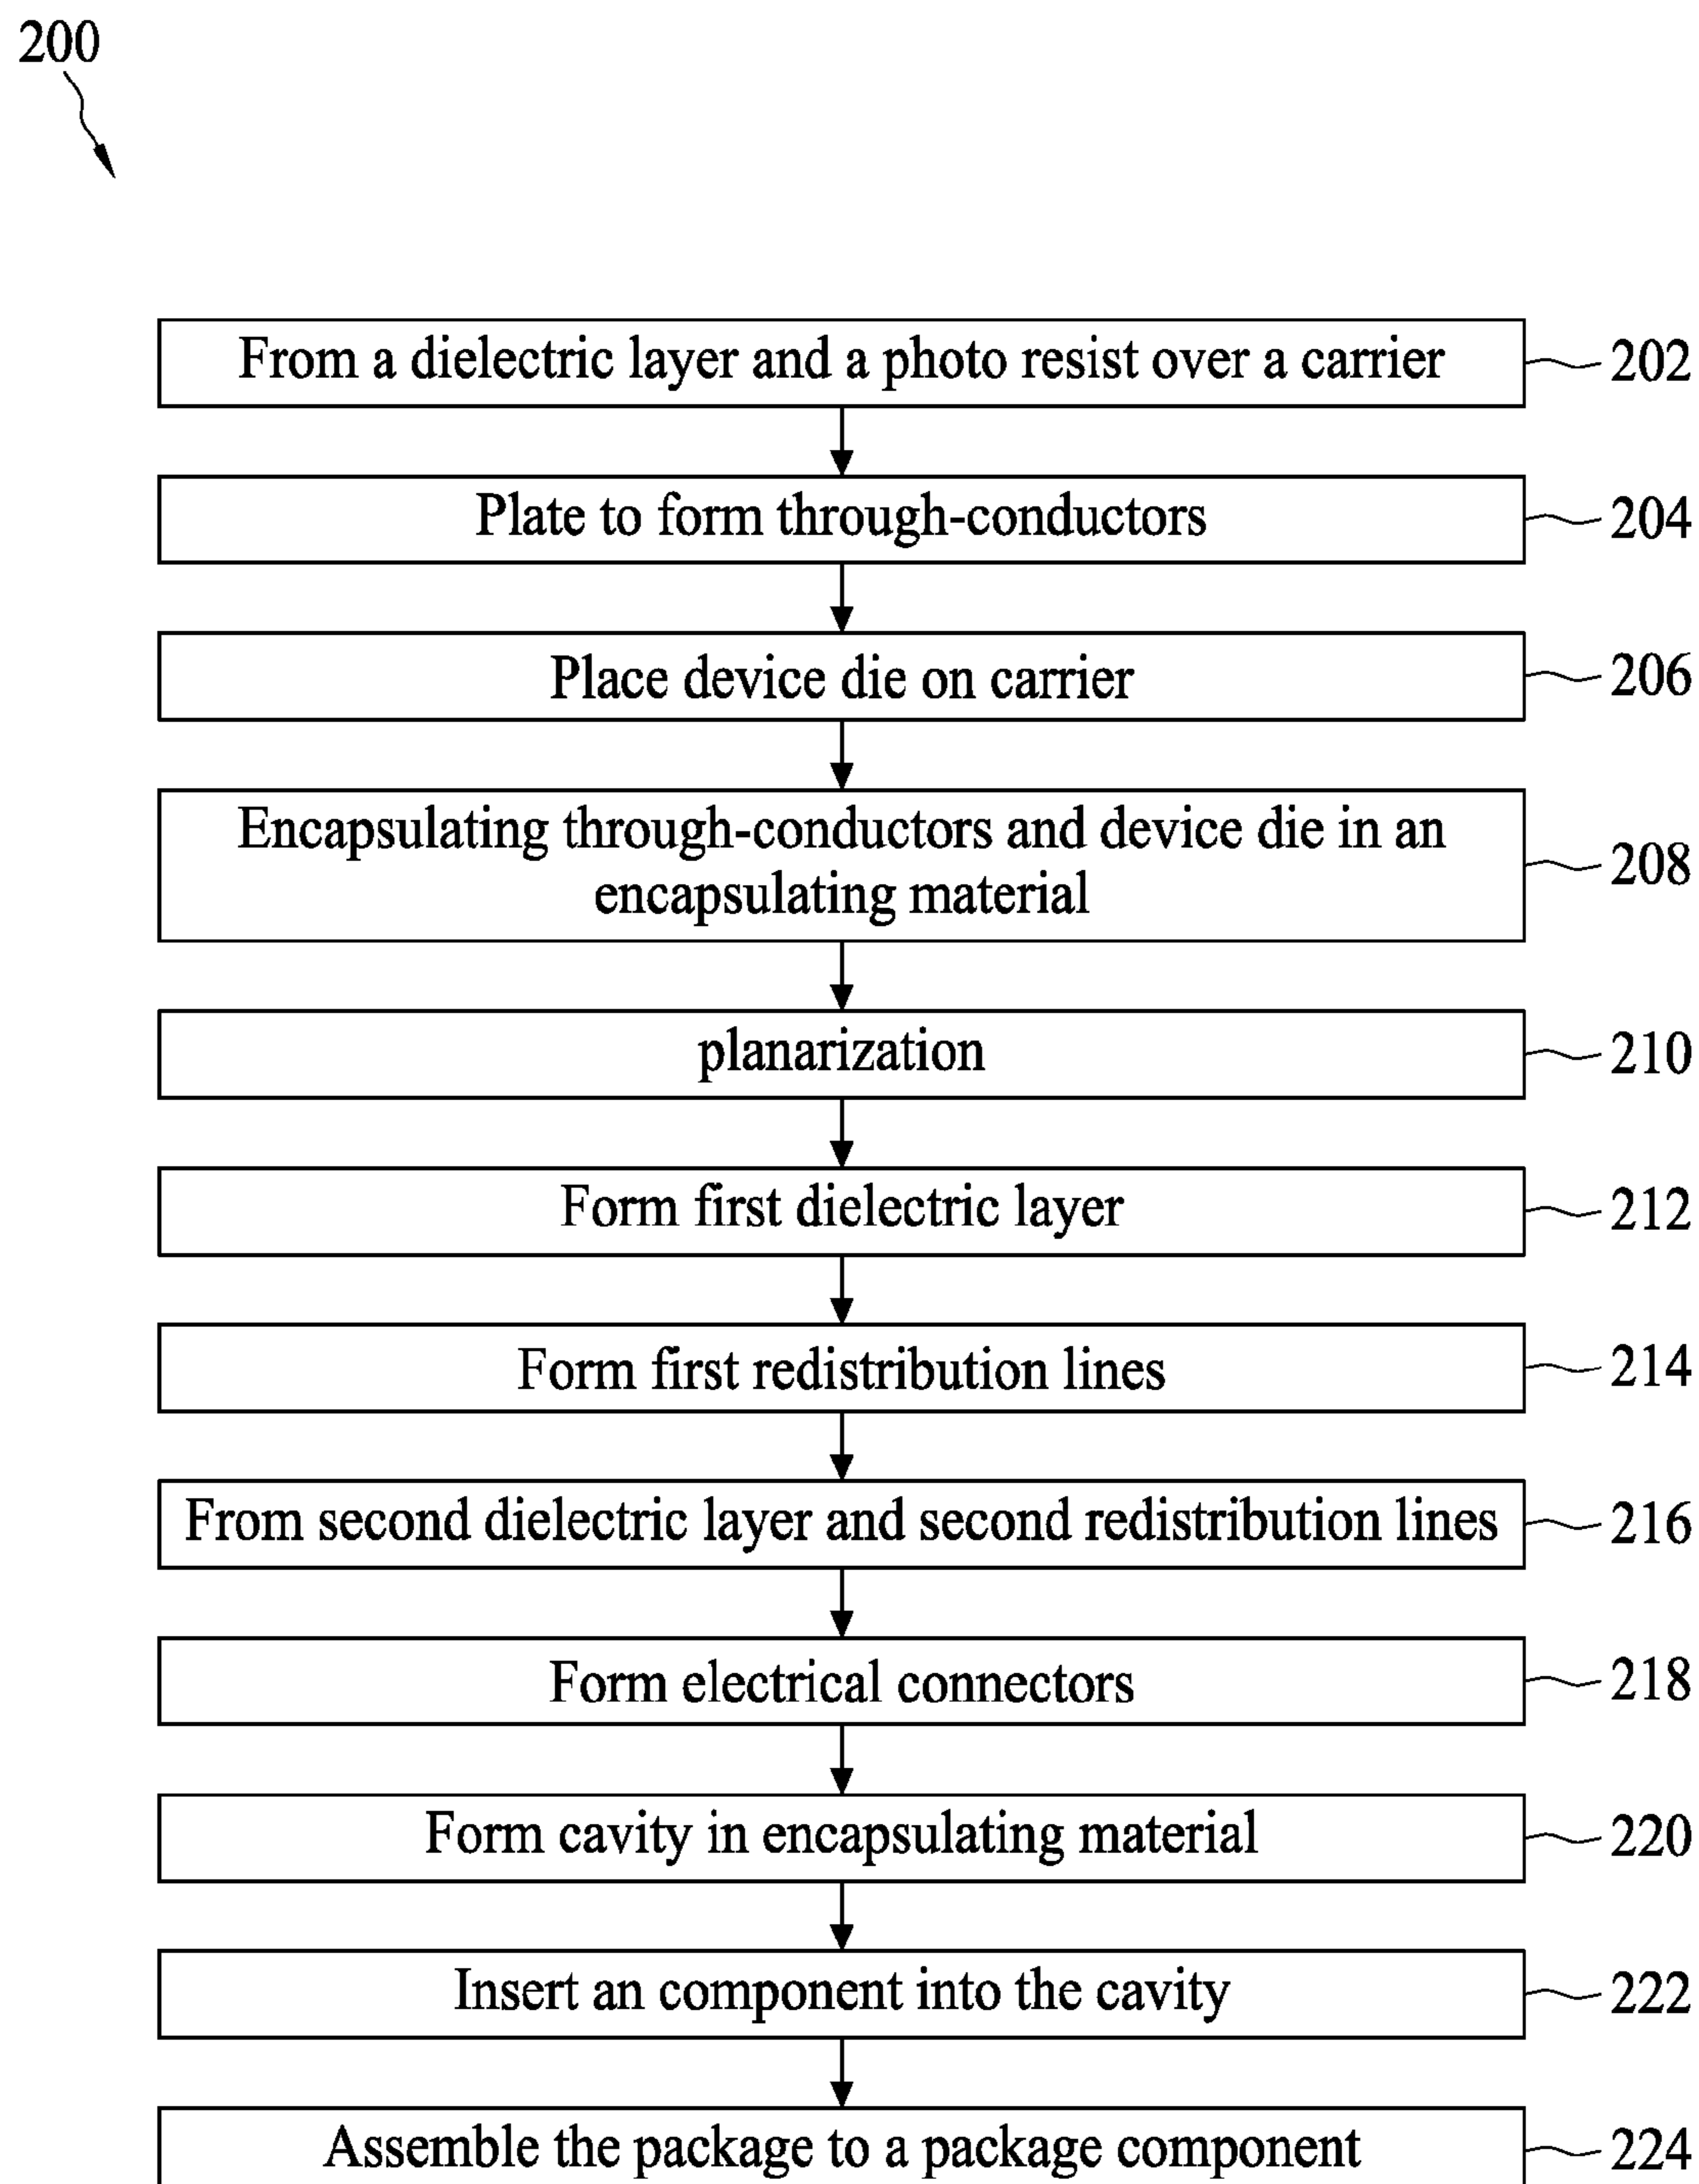 200
From a dielectric layer and a photo resist over a carrier
202
Plate to form through-conductors
204
Place device die on carrier
206
Encapsulating through-conductors and device die in an
encapsulating material
208
planarization
210
Form first dielectric layer
212
Form first redistribution lines
214
From second dielectric layer and second redistribution lines
216
Form electrical connectors
218
Form cavity in encapsulating material
220
Insert an component into the cavity
222
Assemble the package to a package component
224